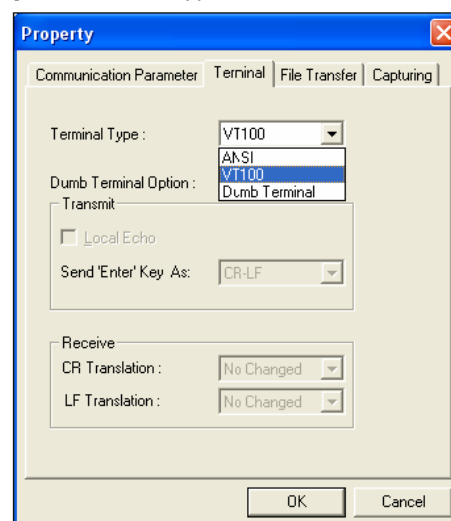 Property
Communication Parameter Terminal File Transfer Capturing
Terminal Type : VT100
ANSI
VT100
Dumb Terminal
Dumb Terminal Option :
Transmit
Local Echo
Send 'Enter' Key As: CR-LF
Receive
CR Translation : No Changed
LF Translation : No Changed
OK Cancel